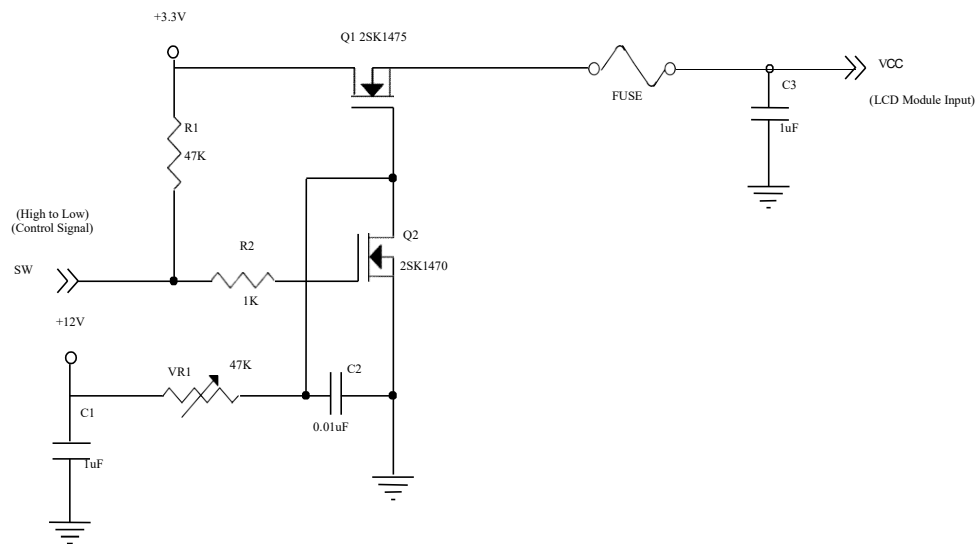 +3.3V
Q1 2SK1475
VCC
(LCD Module Input)
FUSE
C3
1uF
R1
47K
(High to Low)
(Control Signal)
SW
R2
1K
Q2
2SK1470
+12V
VR1
47K
C2
0.01uF
C1
1uF